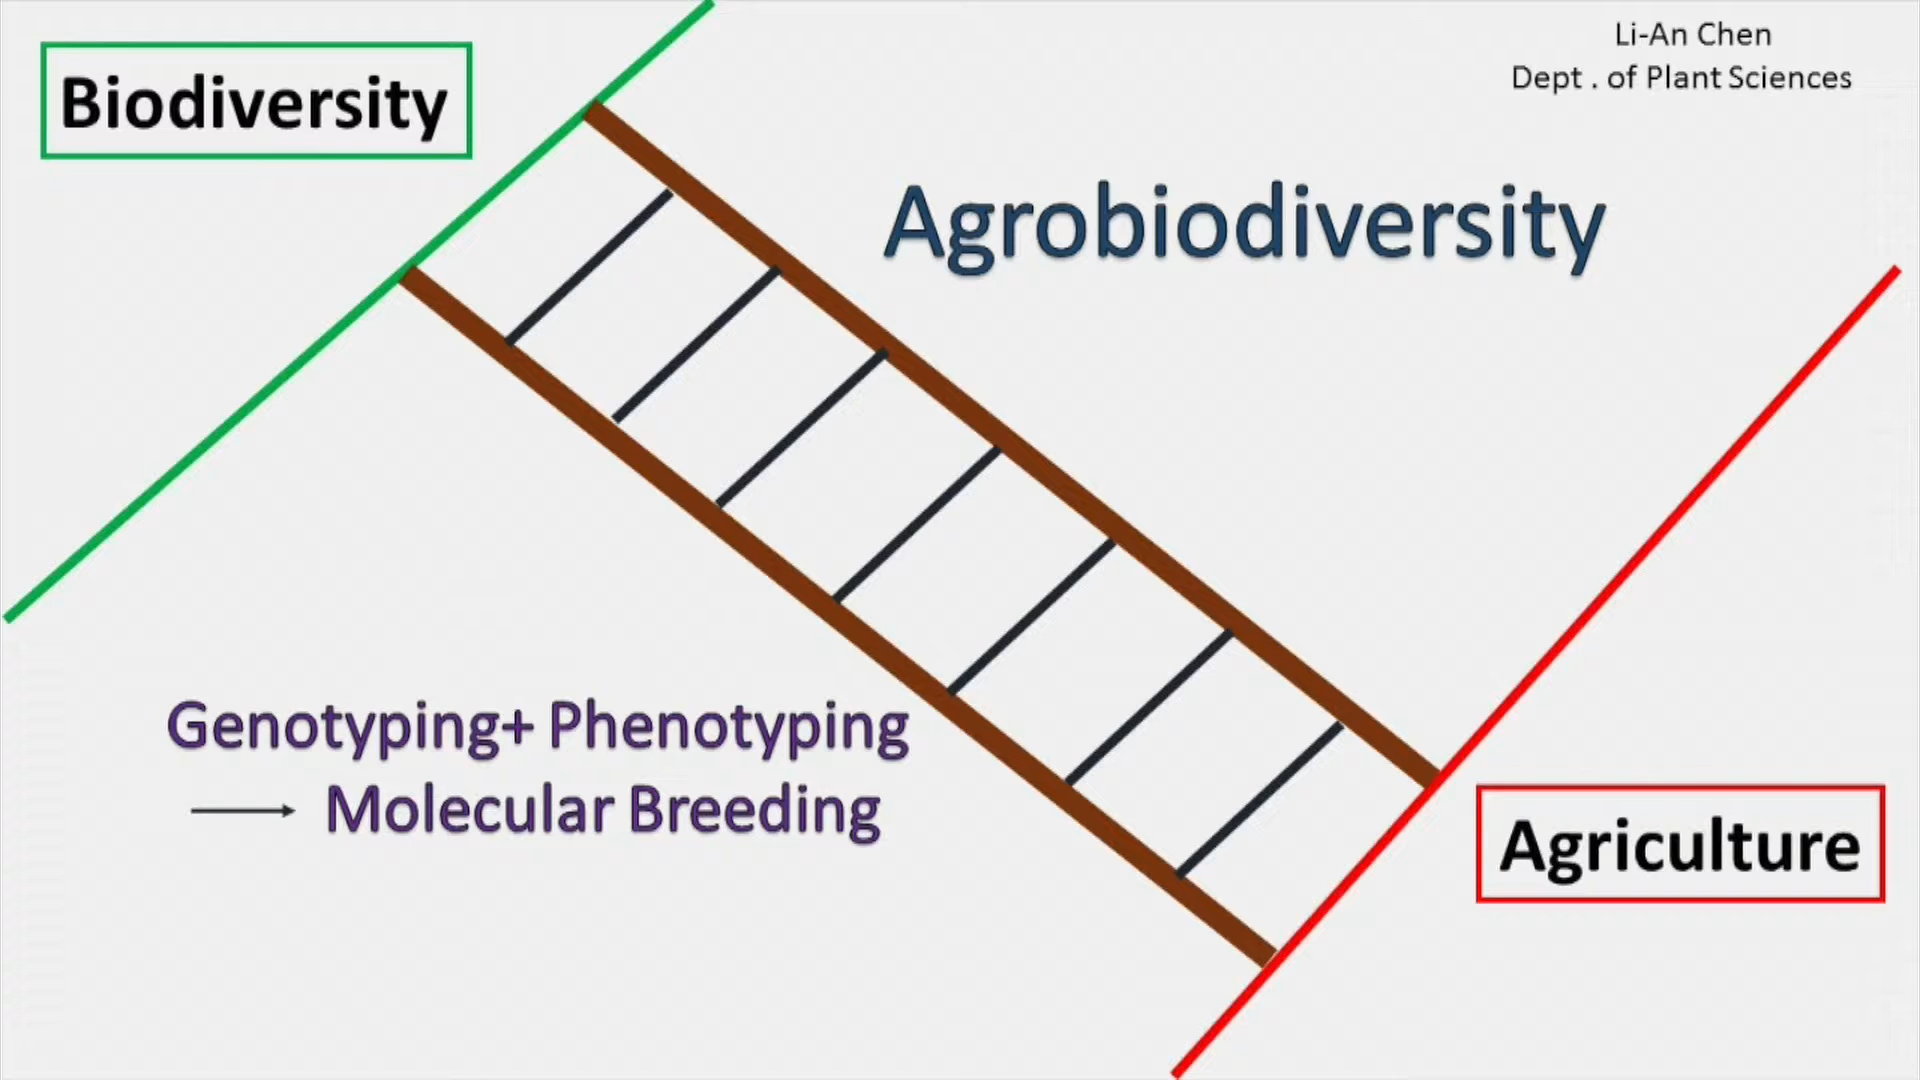 Li-An Chen
Dept . of Plant Sciences
Biodiversity
Agrobiodiversity
Genotyping+ Phenotyping
Molecular Breeding
Agriculture